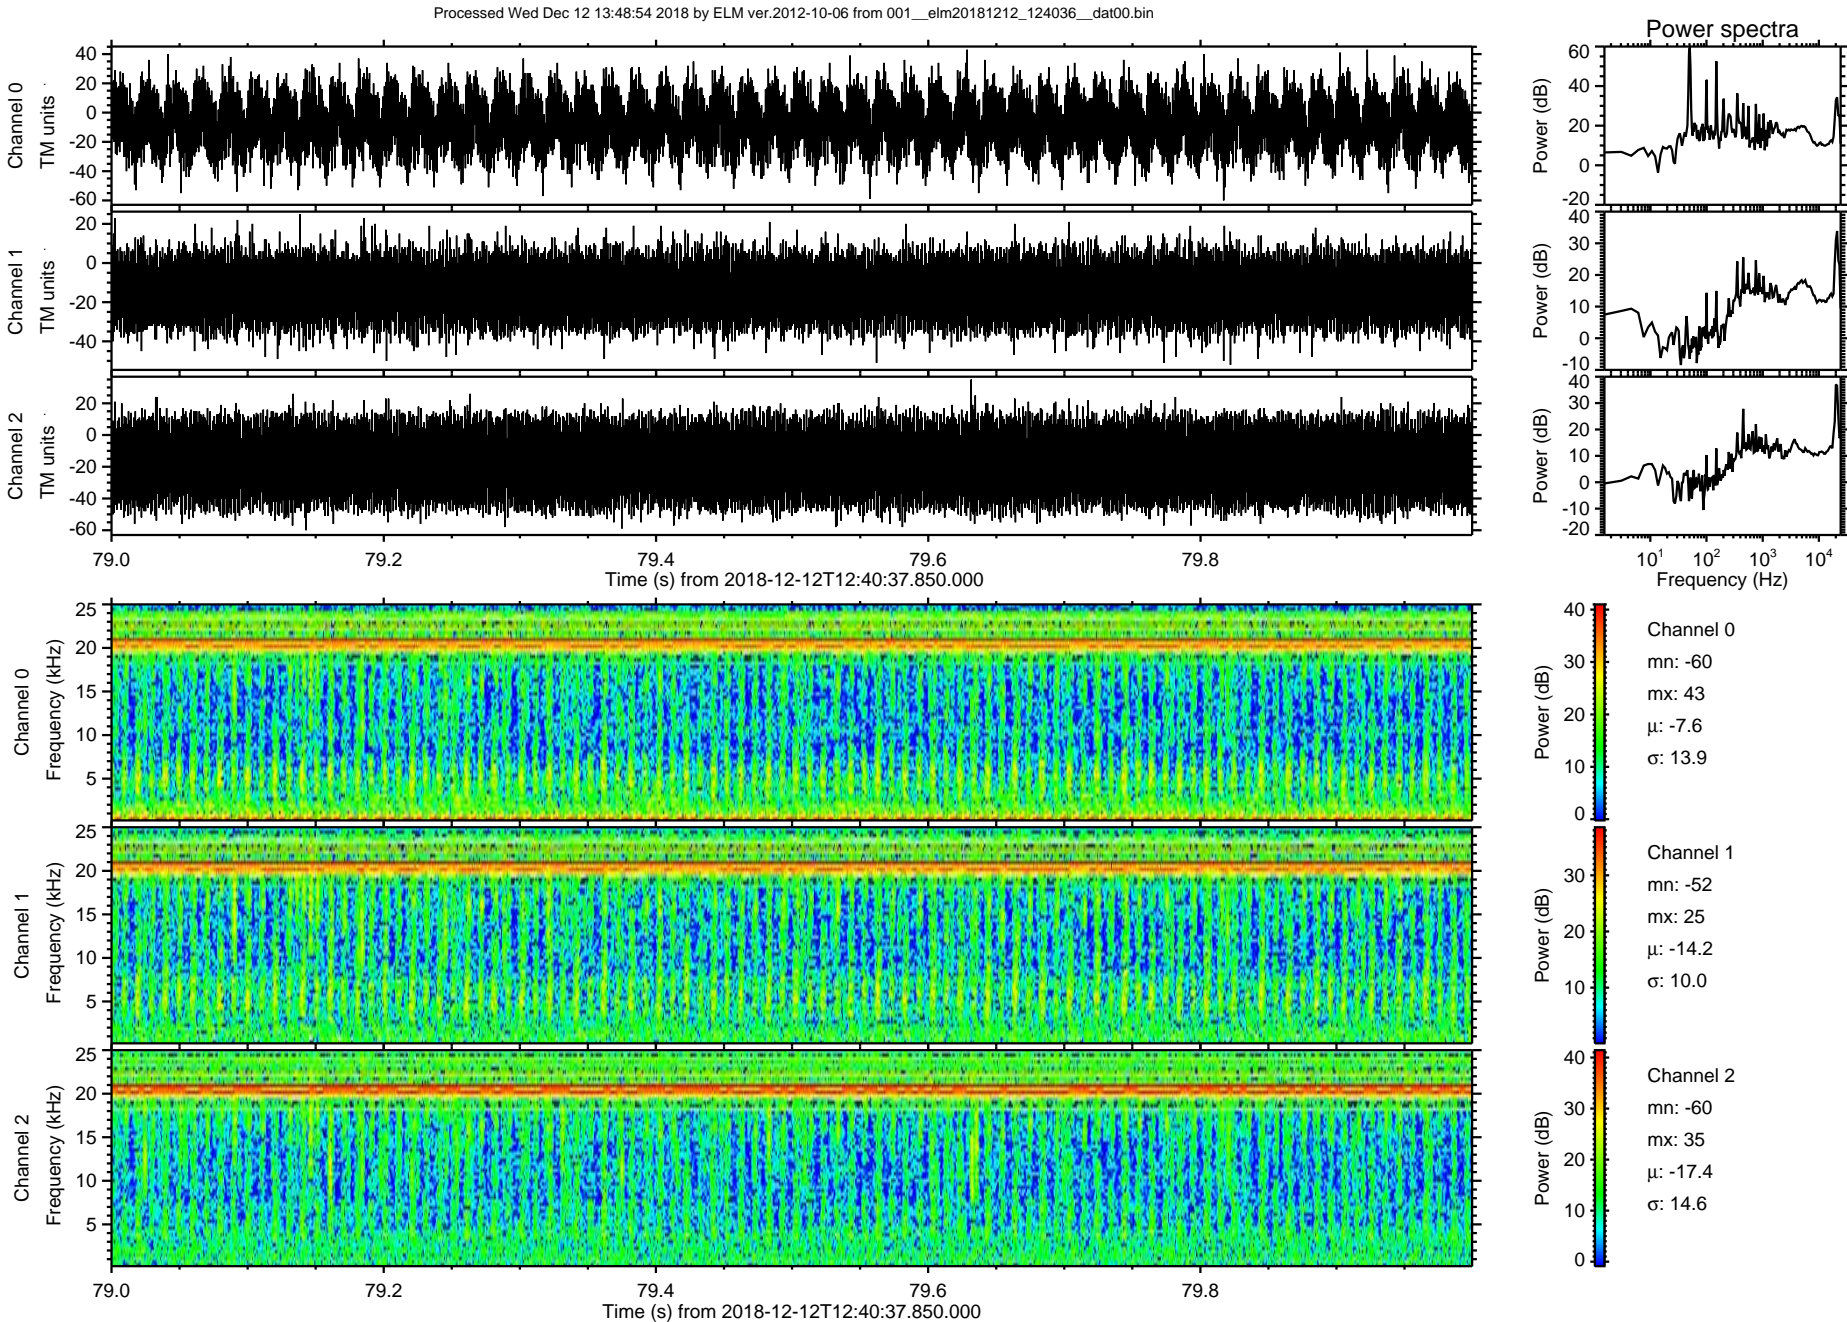 Processed Wed Dec 12 13:48:54 2018 by ELM ver.2012-10-06 from 001__elm20181212_124036__dat00.bin
Power spectra
Channel 0
TM units
40
20
0
-20
-40
-60
Power (dB)
60
40
20
0
-20
Channel 1
TM units
20
0
-20
-40
Power (dB)
40
30
20
10
0
-10
Channel 2
TM units
20
0
-20
-40
-60
Power (dB)
40
30
20
10
0
-10
-20
79.0 79.2 79.4 79.6 79.8
Time (s) from 2018-12-12T12:40:37.850.000
10^1 10^2 10^3 10^4
Frequency (Hz)
Channel 0
Frequency (kHz)
25
20
15
10
5
Power (dB)
40
30
20
10
0
Channel 0
mn: -60
mx: 43
μ: -7.6
σ: 13.9
Channel 1
Frequency (kHz)
25
20
15
10
5
Power (dB)
30
20
10
Channel 1
mn: -52
mx: 25
μ: -14.2
σ: 10.0
Channel 2
Frequency (kHz)
25
20
15
10
5
Power (dB)
40
30
20
10
0
Channel 2
mn: -60
mx: 35
μ: -17.4
σ: 14.6
79.0 79.2 79.4 79.6 79.8
Time (s) from 2018-12-12T12:40:37.850.000